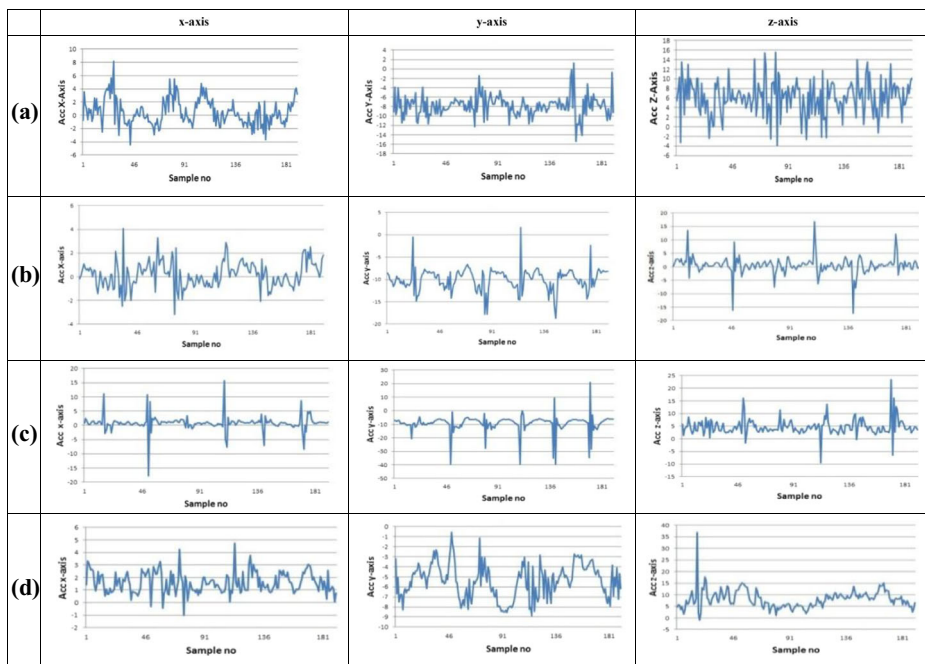 x-axis
y-axis
z-axis
(a)
Acc X-Axis
10
8
6
4
2
0
-2
-4
-6
1 46 91 136 181
Sample no
Acc Y-Axis
4
2
0
-2
-4
-6
-8
-10
-12
-14
-16
-18
1 46 91 136 181
Sample no
Acc Z-Axis
18
16
14
12
10
8
6
4
2
0
-2
-4
-6
1 46 91 136 181
Sample no
(b)
Acc X-axis
6
4
2
0
-2
-4
1 46 91 136 181
Sample no
Acc y-axis
5
0
-5
-10
-15
-20
1 46 91 136 181
Sample no
Acc z-axis
20
15
10
5
0
-5
-10
-15
-20
1 46 91 136 181
Sample no
(c)
Acc x-axis
20
15
10
5
0
-5
-10
-15
-20
1 46 91 136 181
Sample no
Acc y-axis
30
20
10
0
-10
-20
-30
-40
-50
1 46 91 136 181
Sample no
Acc z-axis
25
20
15
10
5
0
-5
-10
-15
1 46 91 136 181
Sample no
(d)
Acc x-axis
6
5
4
3
2
1
0
-1
-2
1 46 91 136 181
Sample no
Acc y-axis
0
-1
-2
-3
-4
-5
-6
-7
-8
-9
-10
1 46 91 136 181
Sample no
Acc z-axis
40
35
30
25
20
15
10
5
0
-5
1 46 91 136 181
Sample no